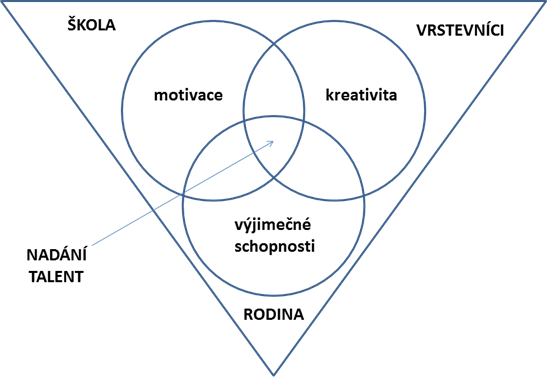 ŠKOLA
VRSTEVNÍCI
motivace
kreativita
výjimečné
schopnosti
NADÁNÍ
TALENT
RODINA